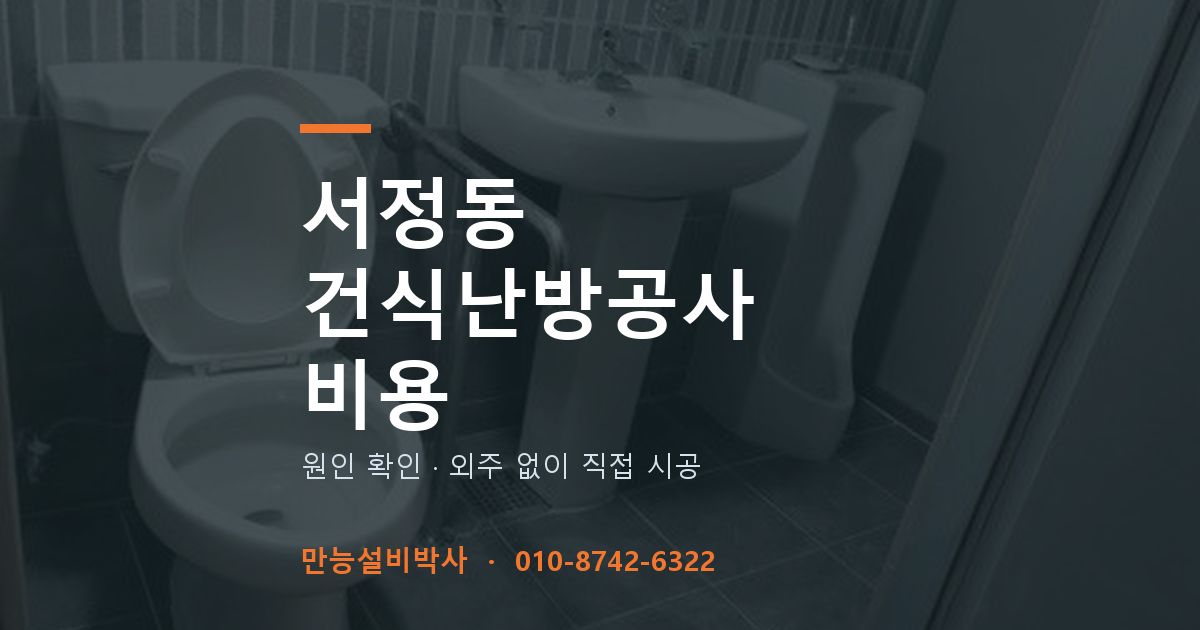 서정동
건식난방공사
비용
원인 확인 · 외주 없이 직접 시공
만능설비박사 · 010-8742-6322